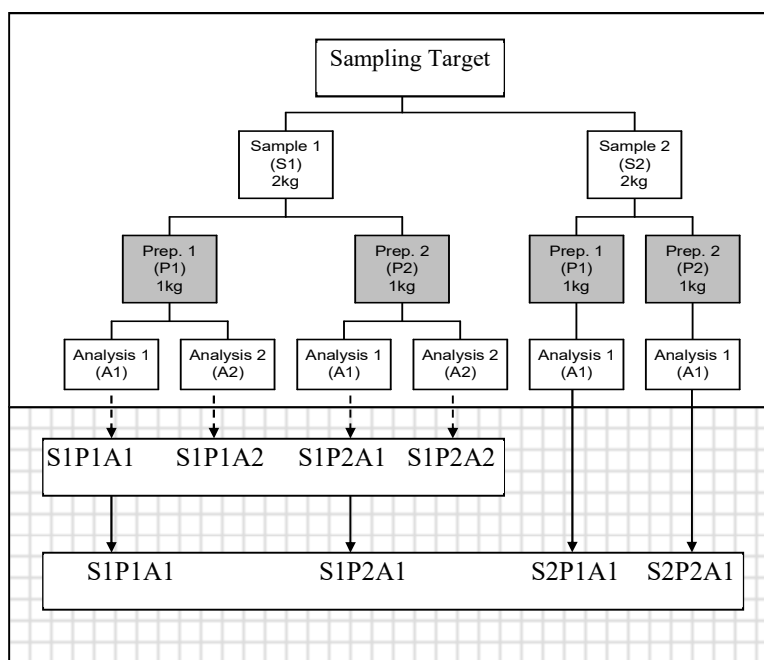 Sampling Target
Sample 1
(S1)
2kg
Sample 2
(S2)
2kg
Prep. 1
(P1)
1kg
Prep. 2
(P2)
1kg
Prep. 1
(P1)
1kg
Prep. 2
(P2)
1kg
Analysis 1
(A1)
Analysis 2
(A2)
Analysis 1
(A1)
Analysis 2
(A2)
Analysis 1
(A1)
Analysis 1
(A1)
S1P1A1 S1P1A2 S1P2A1 S1P2A2
S1P1A1 S1P2A1 S2P1A1 S2P2A1